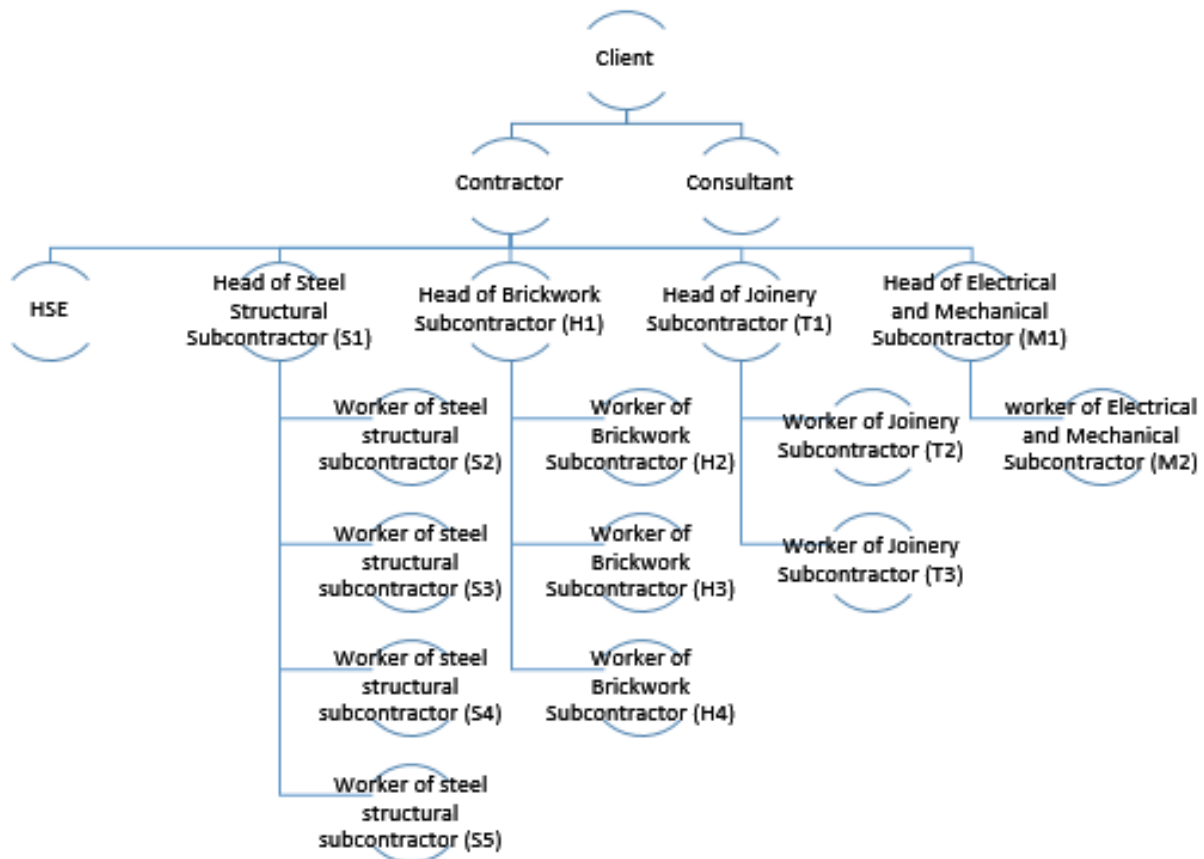 Client
Contractor
Consultant
HSE
Head of Steel
Structural
Subcontractor (S1)
Head of Brickwork
Subcontractor (H1)
Head of Joinery
Subcontractor (T1)
Head of Electrical
and Mechanical
Subcontractor (M1)
Worker of steel
structural
subcontractor (S2)
Worker of
Brickwork
Subcontractor (H2)
Worker of Joinery
Subcontractor (T2)
worker of Electrical
and Mechanical
Subcontractor (M2)
Worker of steel
structural
subcontractor (S3)
Worker of
Brickwork
Subcontractor (H3)
Worker of Joinery
Subcontractor (T3)
Worker of steel
structural
subcontractor (S4)
Worker of
Brickwork
Subcontractor (H4)
Worker of steel
structural
subcontractor (S5)